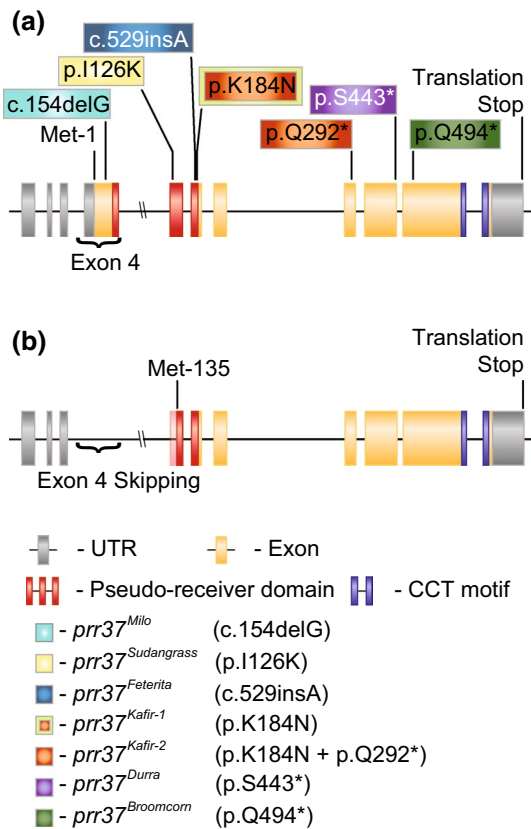 (a)
c.529insA
p.I126K
p.K184N
c.154delG
Met-1
p.S443*
Translation
Stop
p.Q292*
p.Q494*
Exon 4
(b)
Met-135
Translation
Stop
Exon 4 Skipping
- UTR
- Exon
- Pseudo-receiver domain
- CCT motif
- prr37Milo (c.154delG)
- prr37Sudangrass (p.I126K)
- prr37Feterita (c.529insA)
- prr37Kafir-1 (p.K184N)
- prr37Kafir-2 (p.K184N + p.Q292*)
- prr37Durra (p.S443*)
- prr37Broomcorn (p.Q494*)